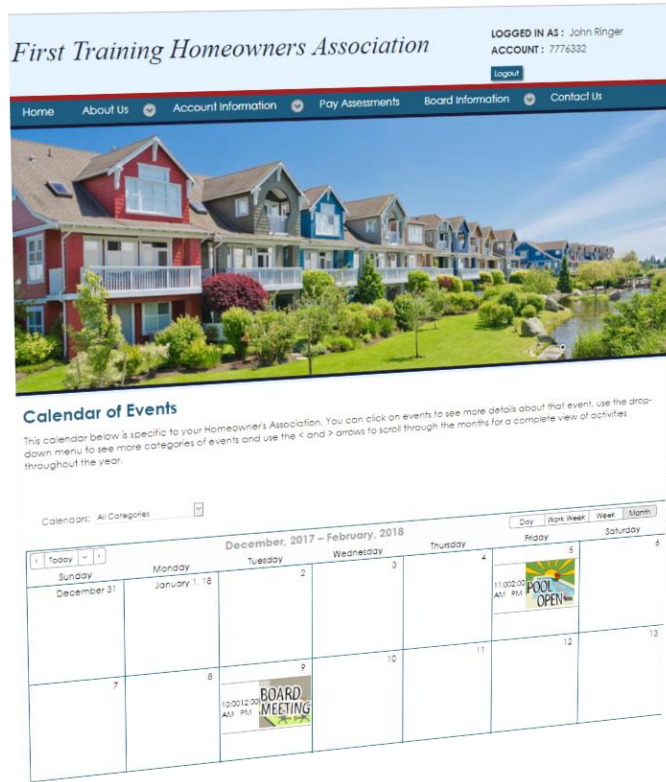 First Training Homeowners Association
LOGGED IN AS : John Ringer
ACCOUNT : 7776332
Logout
Home About Us Account Information Pay Assessments Board Information Contact Us
Calendar of Events
This calendar below is specific to your Homeowner's Association. You can click on events to see more details about that event, use the drop-
down menu to see more categories of events and use the < and > arrows to scroll through the months for a complete view of activities
throughout the year.
Calendars: All Categories
< Today > December, 2017 – February, 2018 Day Work Week Week Month
Sunday Monday Tuesday Wednesday Thursday Friday Saturday
December 31 January 1, 18 2 3 4 5 6
11:00 2:00
AM PM
POOL
OPEN
7 8 9 10 11 12 13
10:00 12:00
AM PM
BOARD
MEETING